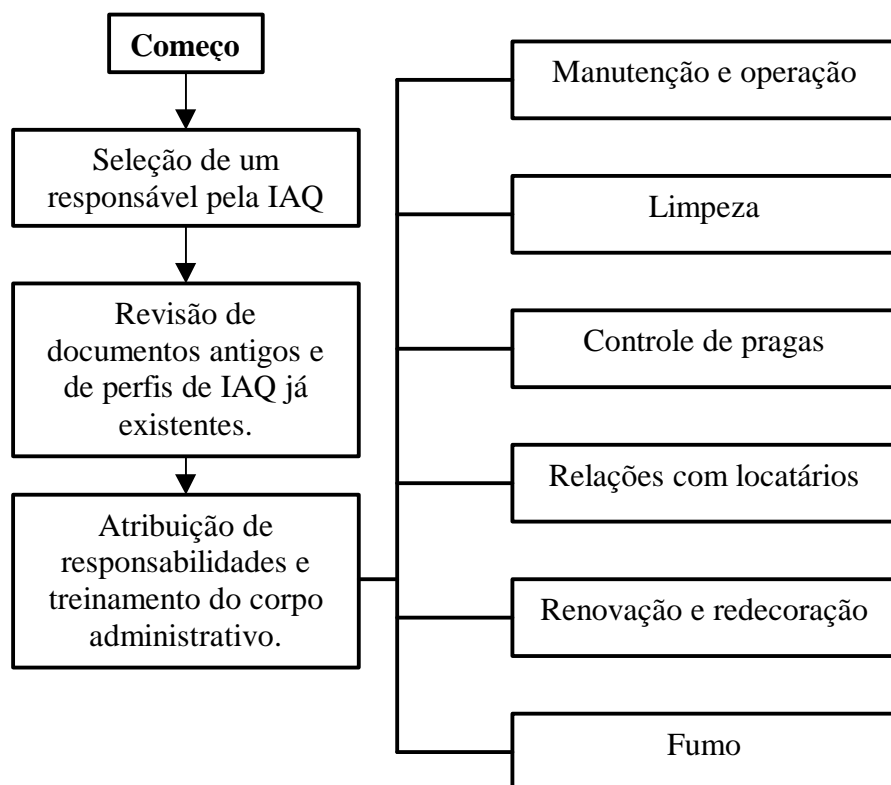 Começo
Seleção de um
responsável pela IAQ
Revisão de
documentos antigos e
de perfis de IAQ já
existentes.
Atribuição de
responsabilidades e
treinamento do corpo
administrativo.
Manutenção e operação
Limpeza
Controle de pragas
Relações com locatários
Renovação e redecoração
Fumo